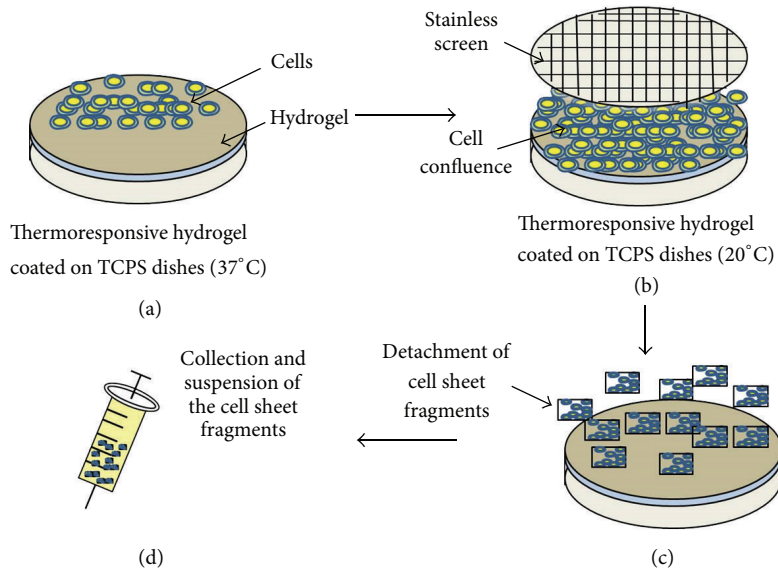 Cells
Hydrogel
Thermoresponsive hydrogel
coated on TCPS dishes (37°C)
(a)
Stainless
screen
Cell
confluence
Thermoresponsive hydrogel
coated on TCPS dishes (20°C)
(b)
Detachment of
cell sheet
fragments
(c)
Collection and
suspension of
the cell sheet
fragments
(d)